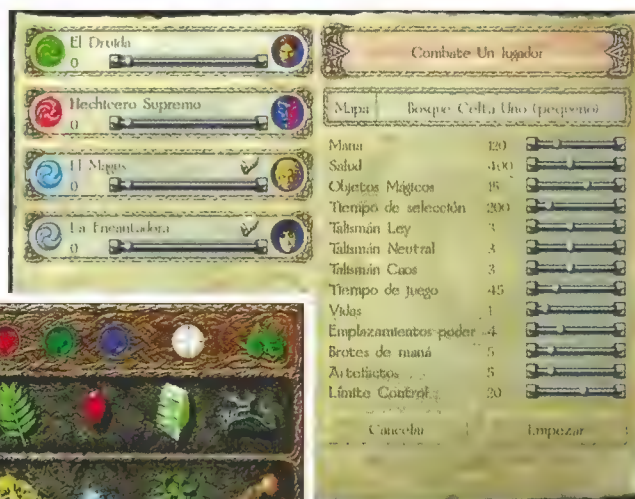 El Druida
0
Hechicero Supremo
0
El Magus
0
La Encantadora
0
Combate Un Jugador
Mapa Bosque Celta Uno (pequeno)
Mana 120
Salud 400
Objetos Mágicos 15
Tiempo de selección 200
Talismán Ley 3
Talismán Neutral 3
Talismán Caos 3
Tiempo de juego 45
Vidas 1
Emplazamientos poder 4
Brotes de maná 5
Artefactos 5
Límite Control 20
Cancelar Empezar